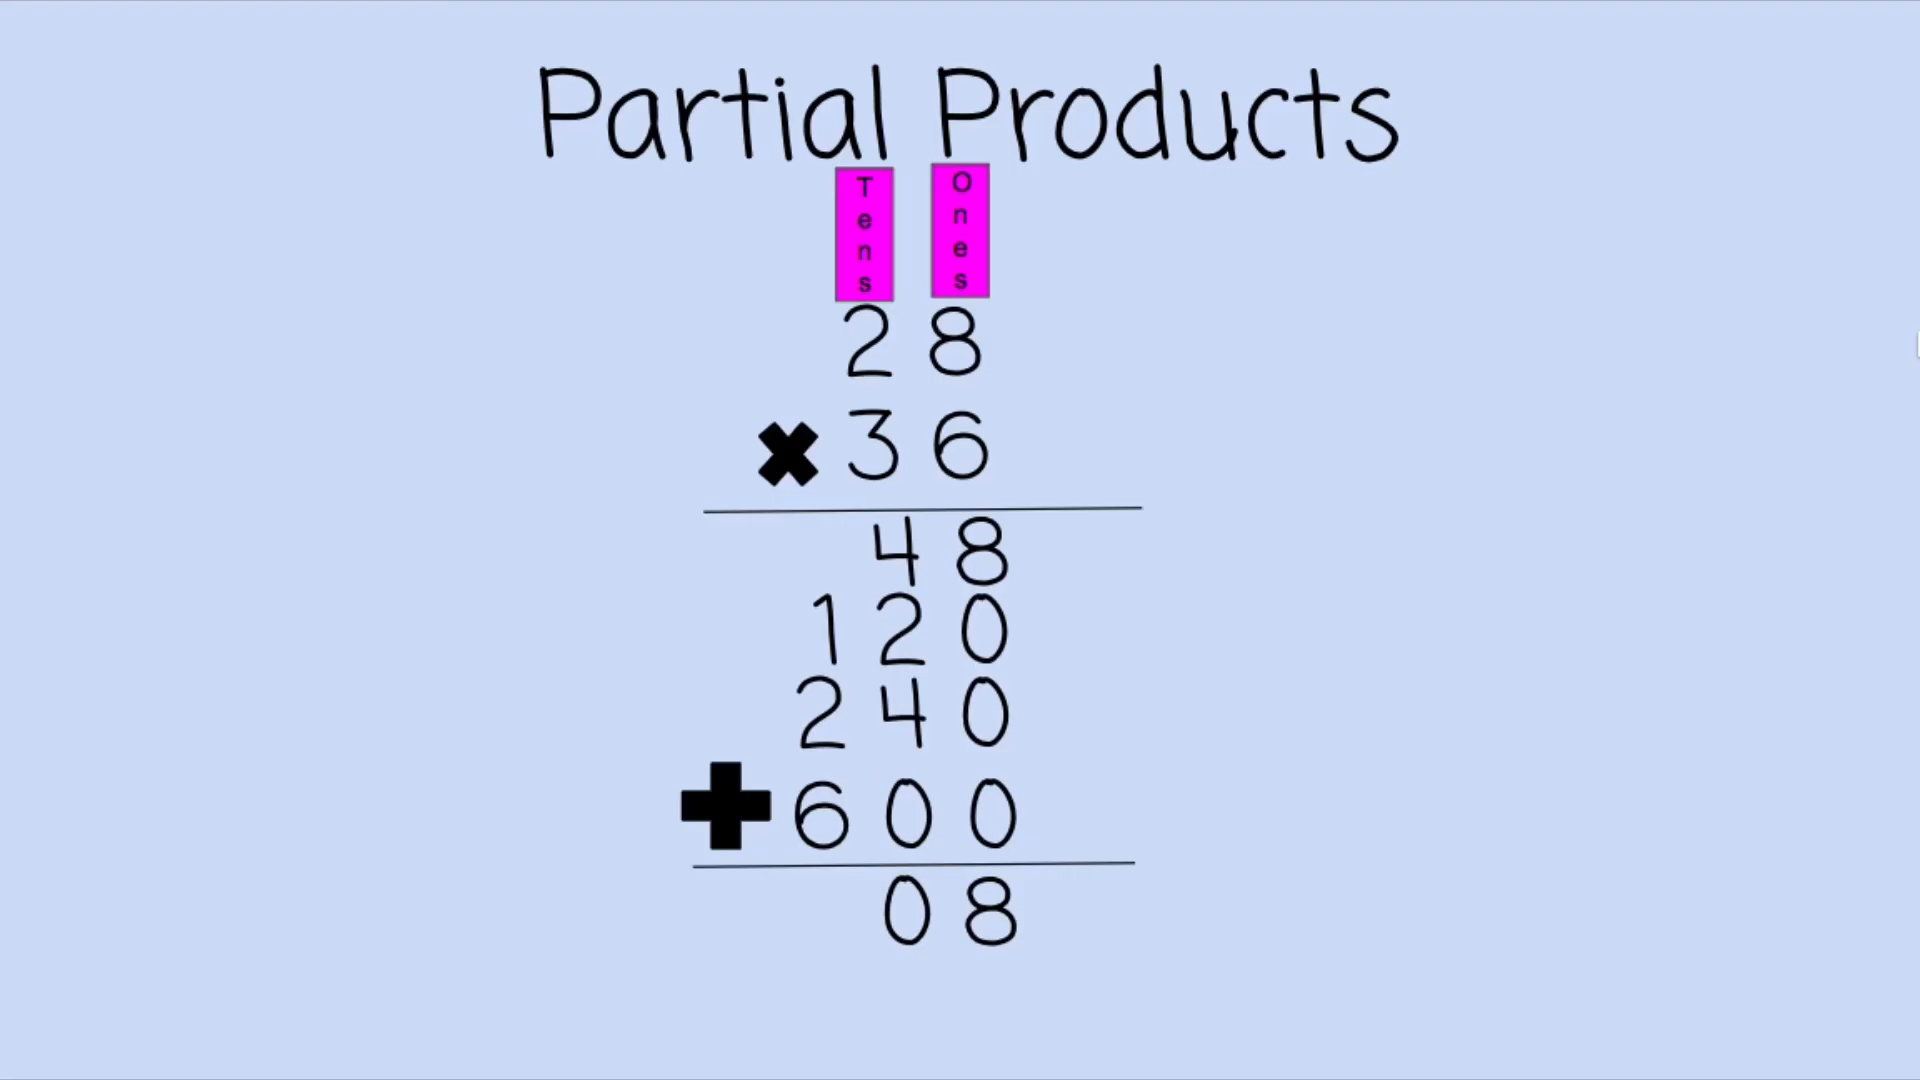 Partial Products
Tens Ones
2 8
× 3 6
4 8
1 2 0
2 4 0
+ 6 0 0
0 8